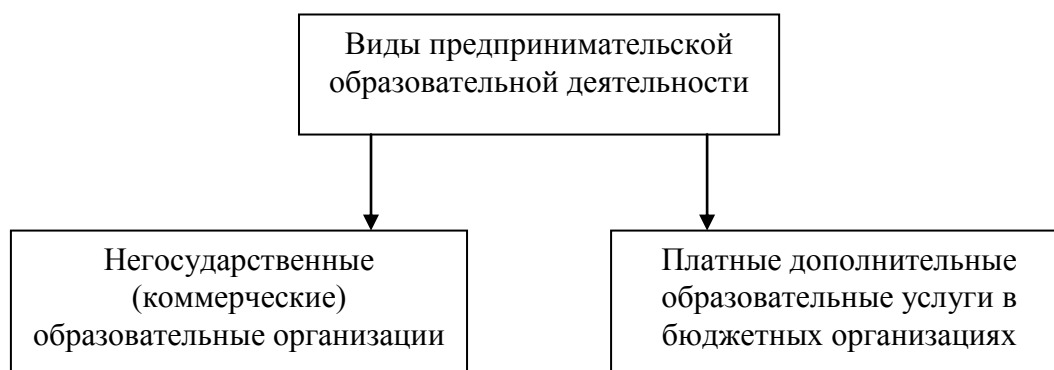 Виды предпринимательской
образовательной деятельности
Негосударственные
(коммерческие)
образовательные организации
Платные дополнительные
образовательные услуги в
бюджетных организациях